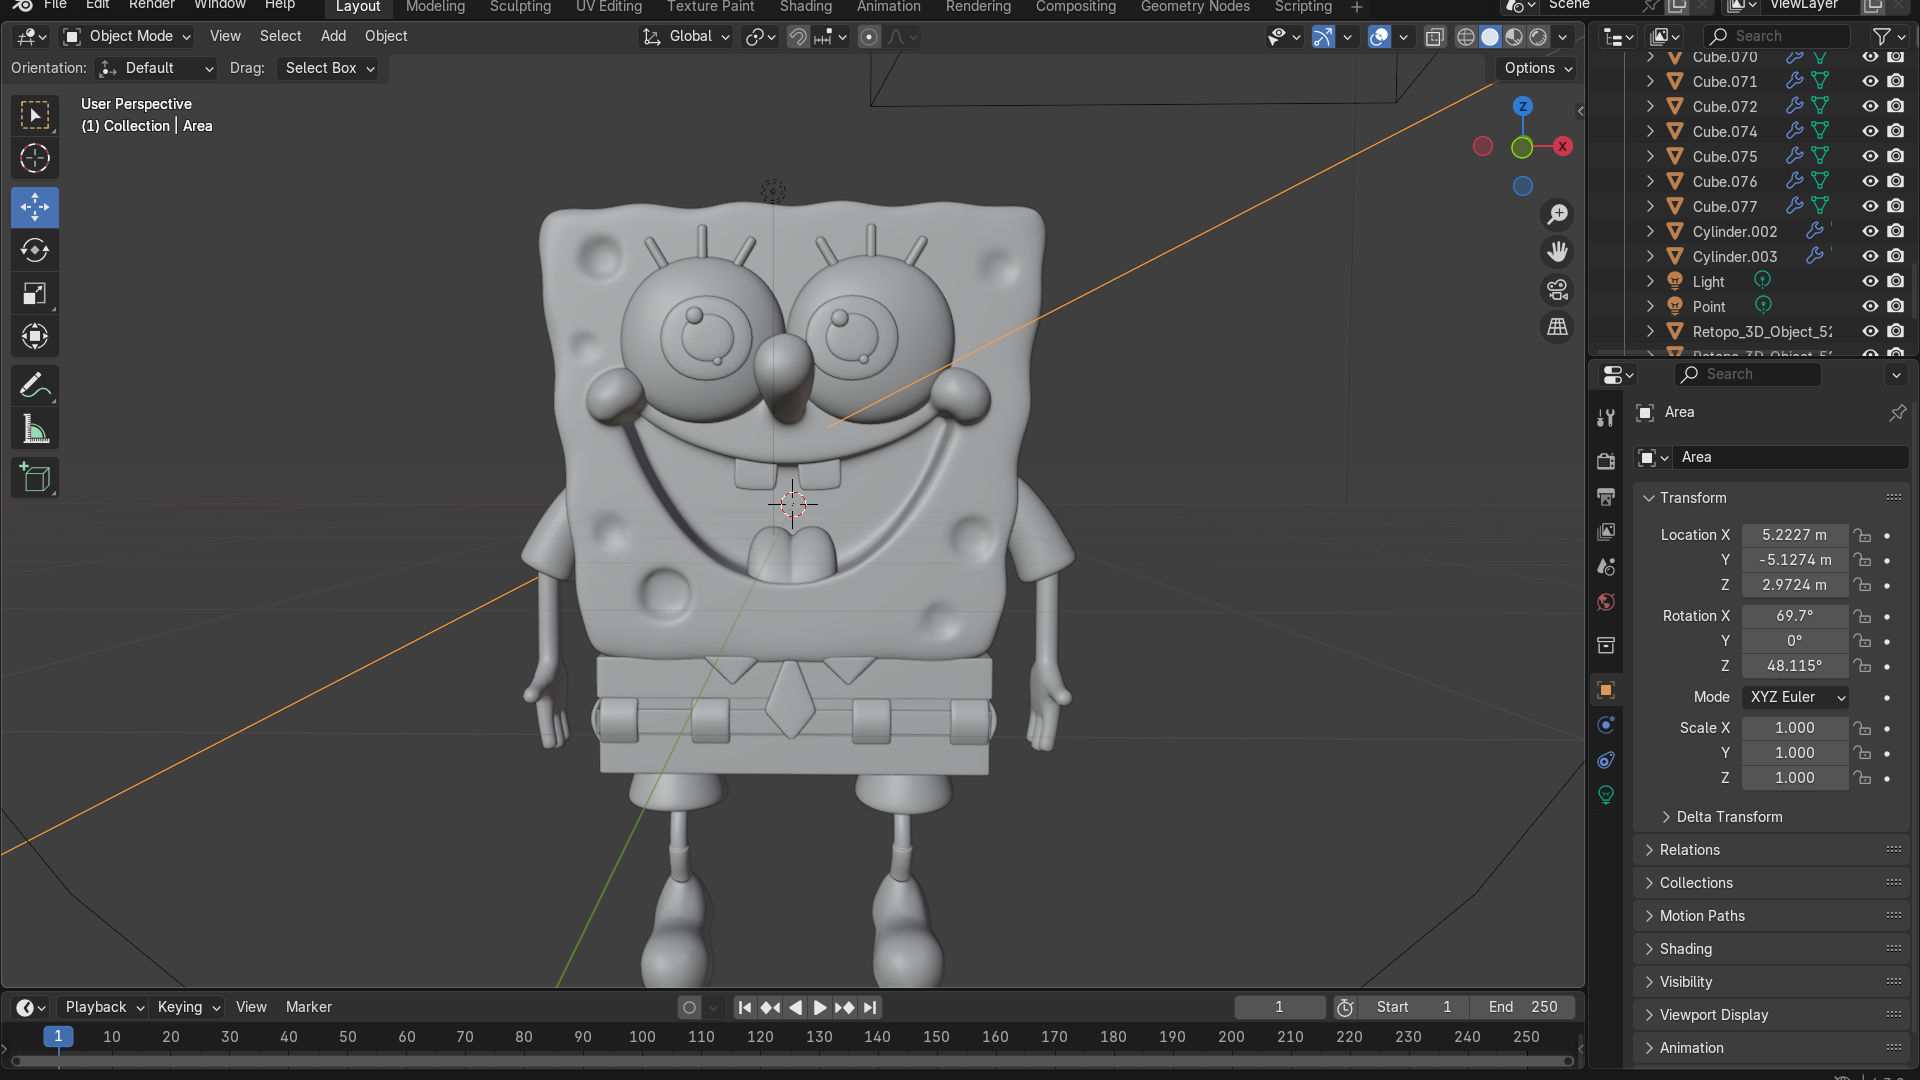 File Edit Render Window Help
Layout Modeling Sculpting UV Editing Texture Paint Shading Animation Rendering Compositing Geometry Nodes Scripting +
Scene
ViewLayer
Object Mode View Select Add Object
Global
Search
Orientation: Default Drag: Select Box
Options
User Perspective
(1) Collection | Area
Z
X
Cube.070
Cube.071
Cube.072
Cube.074
Cube.075
Cube.076
Cube.077
Cylinder.002
Cylinder.003
Light
Point
Retopo_3D_Object_52
Search
Area
Area
Transform
Location X 5.2227 m
Y -5.1274 m
Z 2.9724 m
Rotation X 69.7°
Y 0°
Z 48.115°
Mode XYZ Euler
Scale X 1.000
Y 1.000
Z 1.000
Delta Transform
Relations
Collections
Motion Paths
Shading
Visibility
Viewport Display
Animation
Playback Keying View Marker
1 Start 1 End 250
1 10 20 30 40 50 60 70 80 90 100 110 120 130 140 150 160 170 180 190 200 210 220 230 240 250